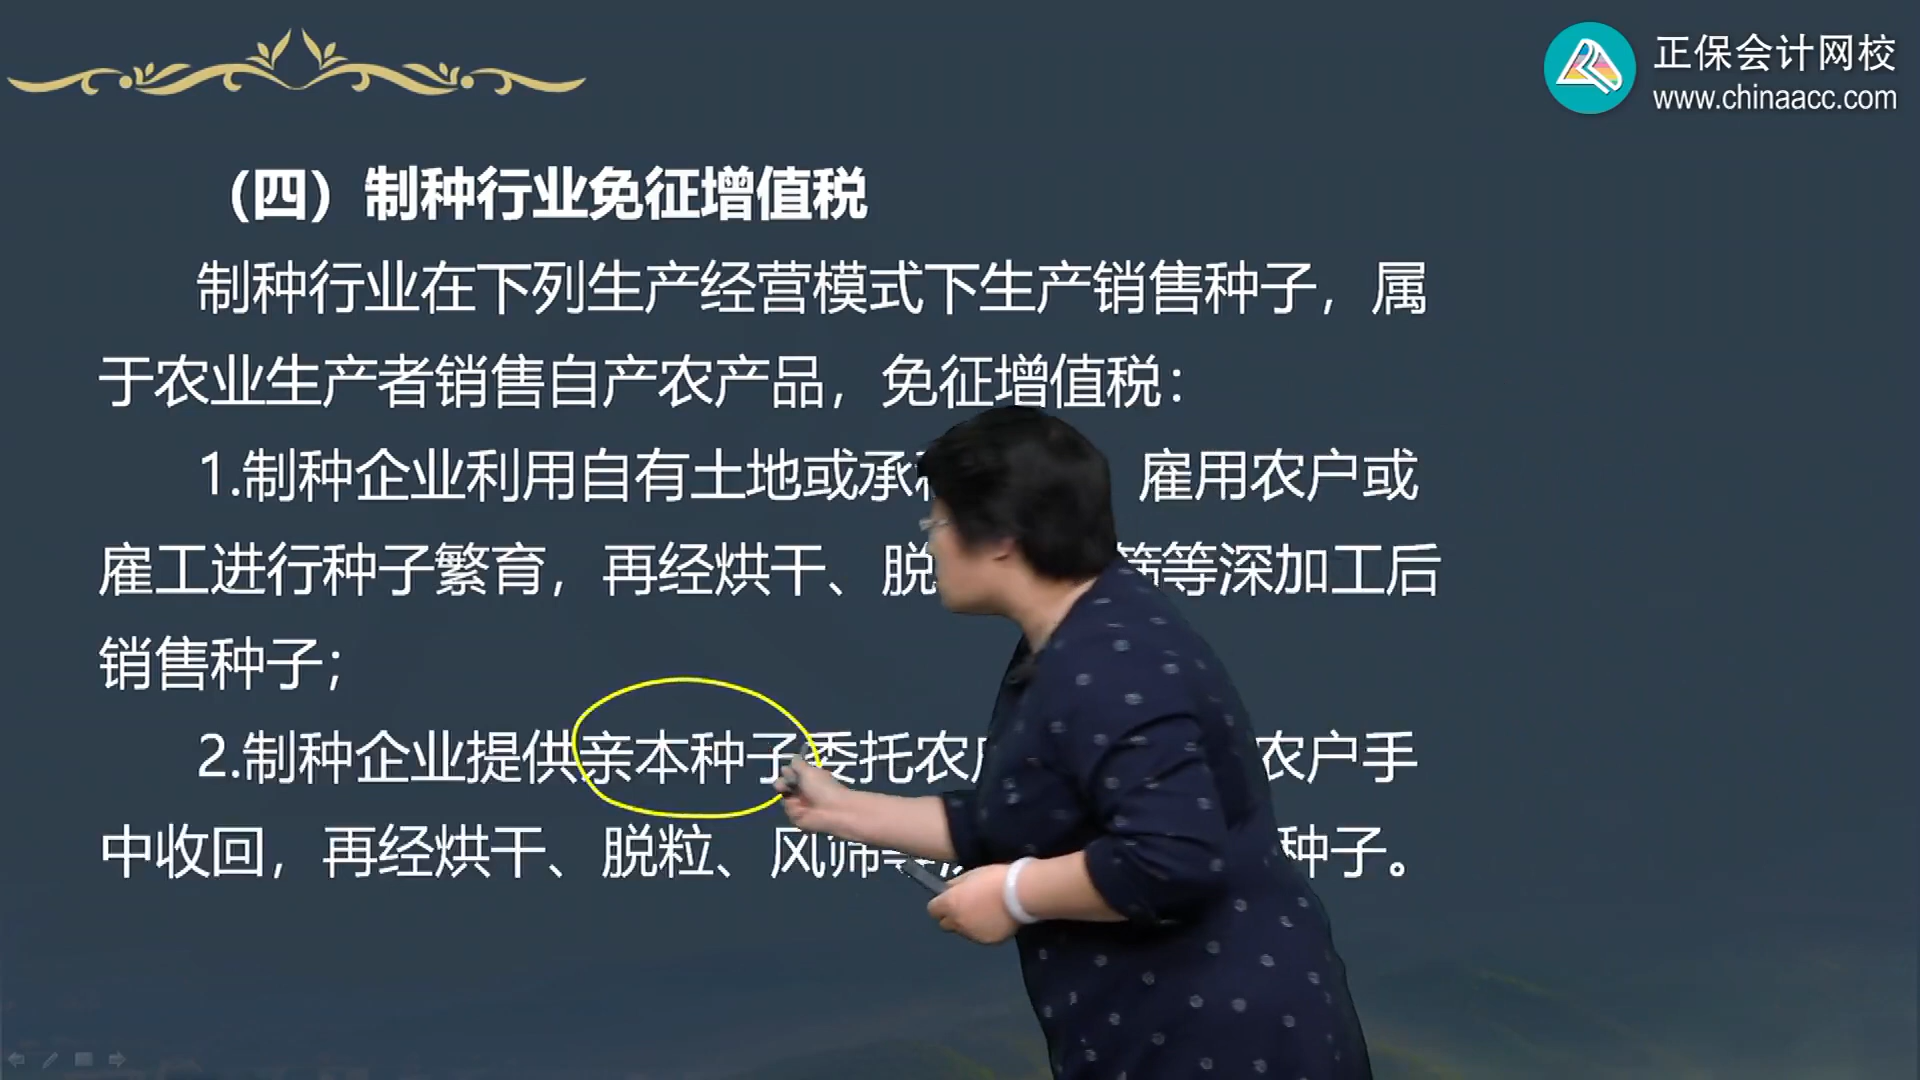 正保会计网校
www.chinaacc.com
（四）制种行业免征增值税
制种行业在下列生产经营模式下生产销售种子，属
于农业生产者销售自产农产品，免征增值税：
1.制种企业利用自有土地或承 雇用农户或
雇工进行种子繁育，再经烘干、脱 筛等深加工后
销售种子；
2.制种企业提供亲本种子委托农 农户手
中收回，再经烘干、脱粒、风筛等 种子。